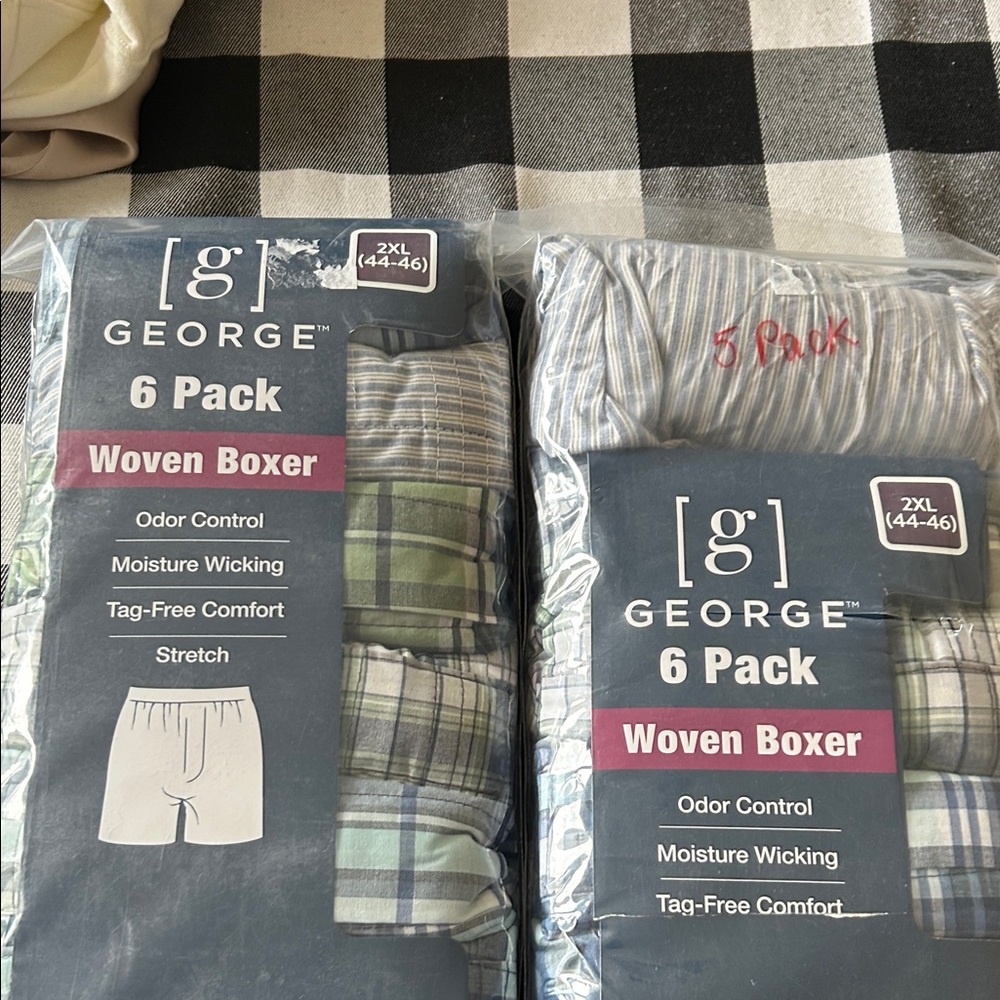 [g]
GEORGE™
2XL
(44-46)
6 Pack
Woven Boxer
Odor Control
Moisture Wicking
Tag-Free Comfort
Stretch
5 Pack
[g]
GEORGE™
2XL
(44-46)
6 Pack
Woven Boxer
Odor Control
Moisture Wicking
Tag-Free Comfort